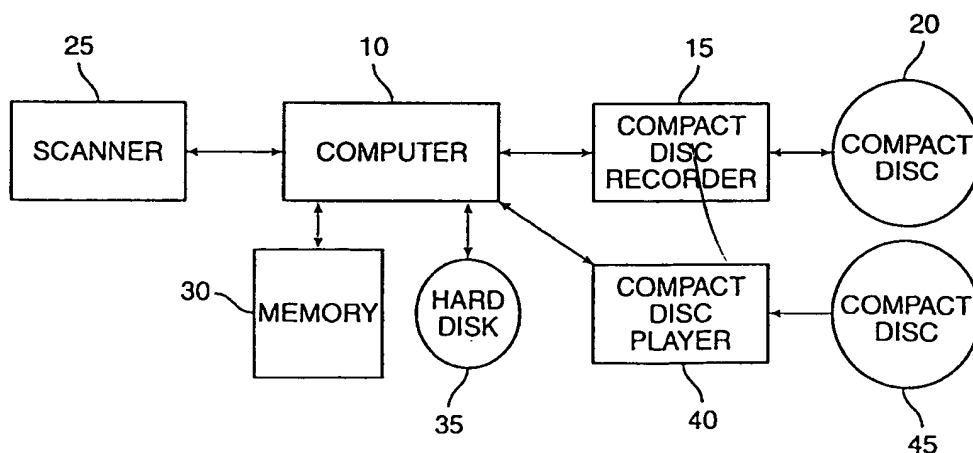 25
10
15
20
SCANNER
COMPUTER
COMPACT
DISC
RECORDER
COMPACT
DISC
30
MEMORY
HARD
DISK
COMPACT
DISC
PLAYER
COMPACT
DISC
35
40
45